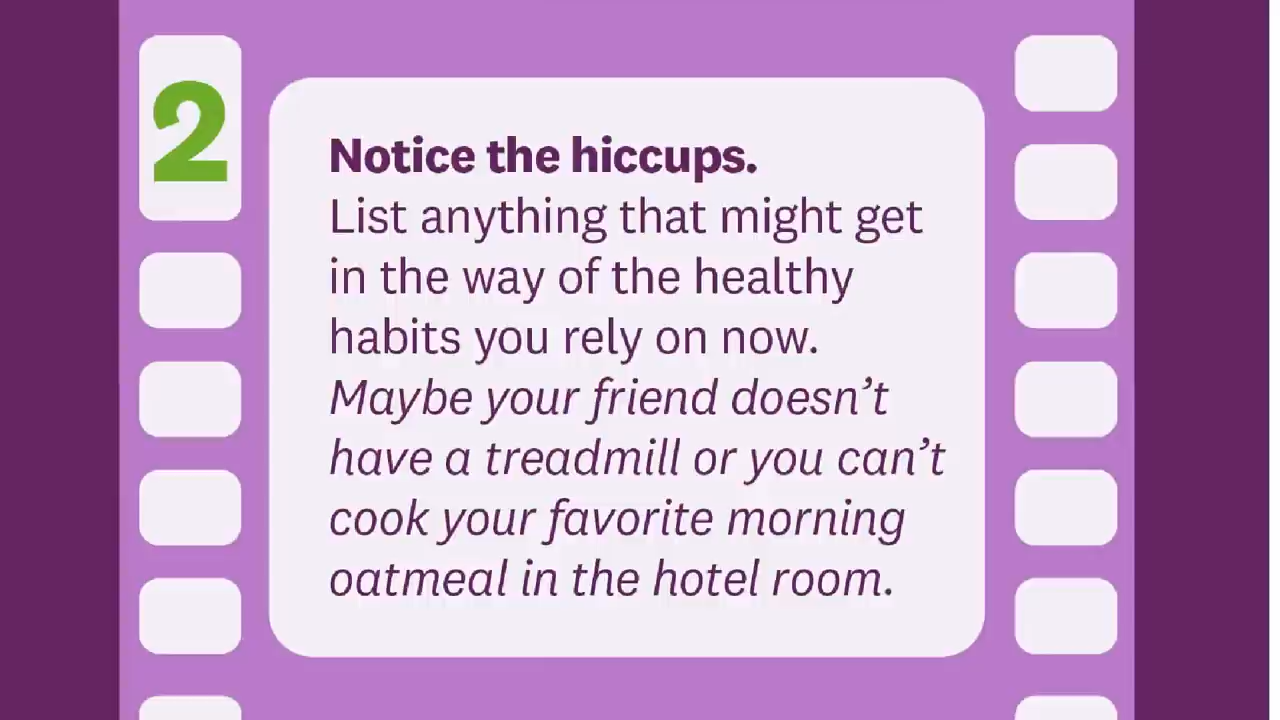 2
Notice the hiccups.
List anything that might get
in the way of the healthy
habits you rely on now.
Maybe your friend doesn’t
have a treadmill or you can’t
cook your favorite morning
oatmeal in the hotel room.